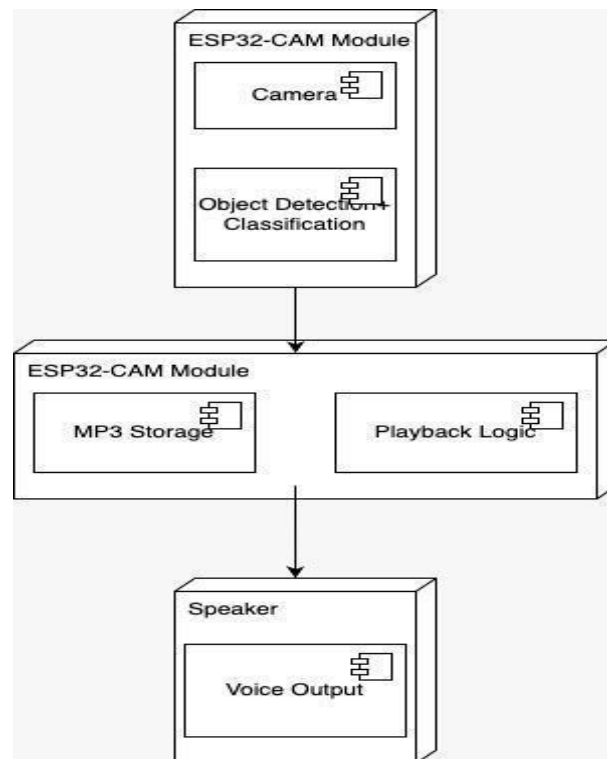 ESP32-CAM Module
Camera
Object Detection+
Classification
ESP32-CAM Module
MP3 Storage
Playback Logic
Speaker
Voice Output